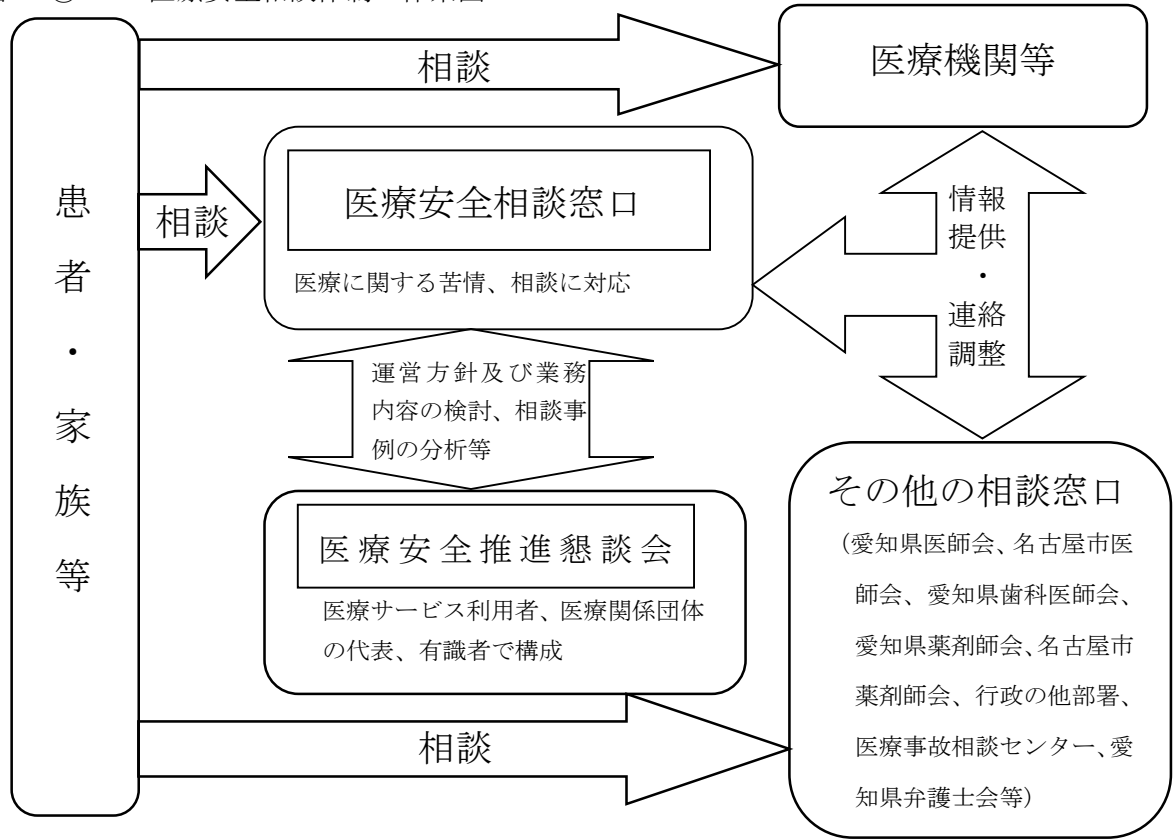 相談
医療機関等
患者・家族等
相談
医療安全相談窓口
医療に関する苦情、相談に対応
情報
提供
・
連絡
調整
運営方針及び業務
内容の検討、相談事
例の分析等
医療安全推進懇談会
医療サービス利用者、医療関係団体
の代表、有識者で構成
その他の相談窓口
(愛知県医師会、名古屋市医
師会、愛知県歯科医師会、
愛知県薬剤師会、名古屋市
薬剤師会、行政の他部署、
医療事故相談センター、愛
知県弁護士会等)
相談